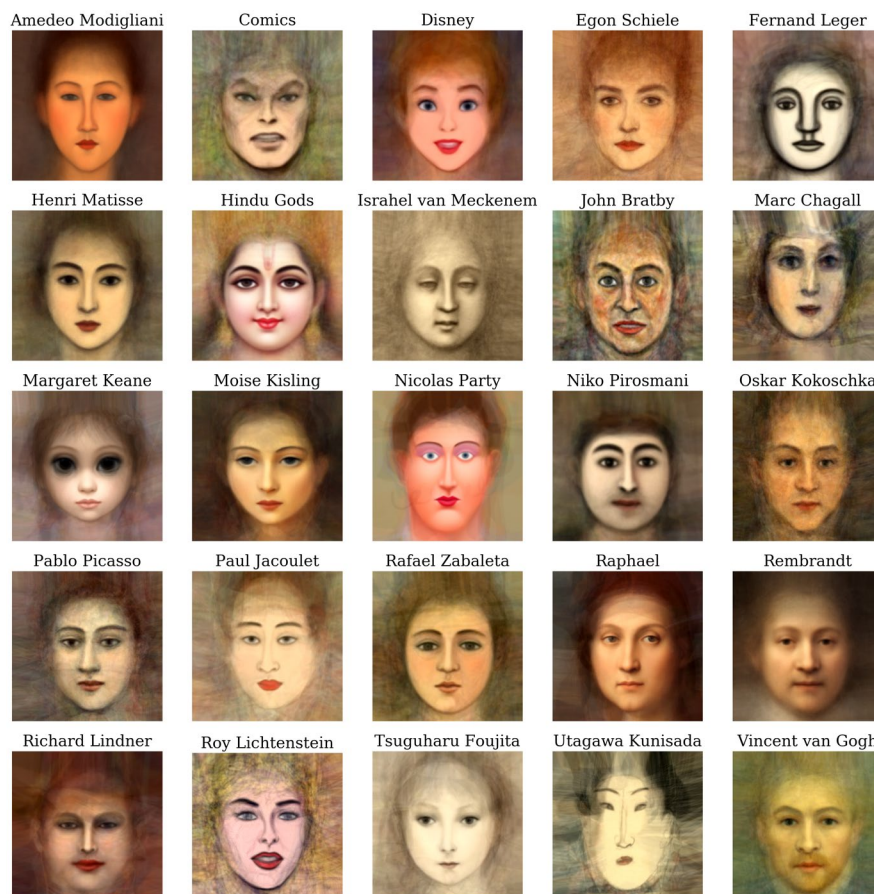 Amedeo Modigliani
Comics
Disney
Egon Schiele
Fernand Leger
Henri Matisse
Hindu Gods
Israhel van Meckenem
John Bratby
Marc Chagall
Margaret Keane
Moise Kisling
Nicolas Party
Niko Pirosmani
Oskar Kokoschka
Pablo Picasso
Paul Jacoulet
Rafael Zabaleta
Raphael
Rembrandt
Richard Lindner
Roy Lichtenstein
Tsuguharu Foujita
Utagawa Kunisada
Vincent van Gogh